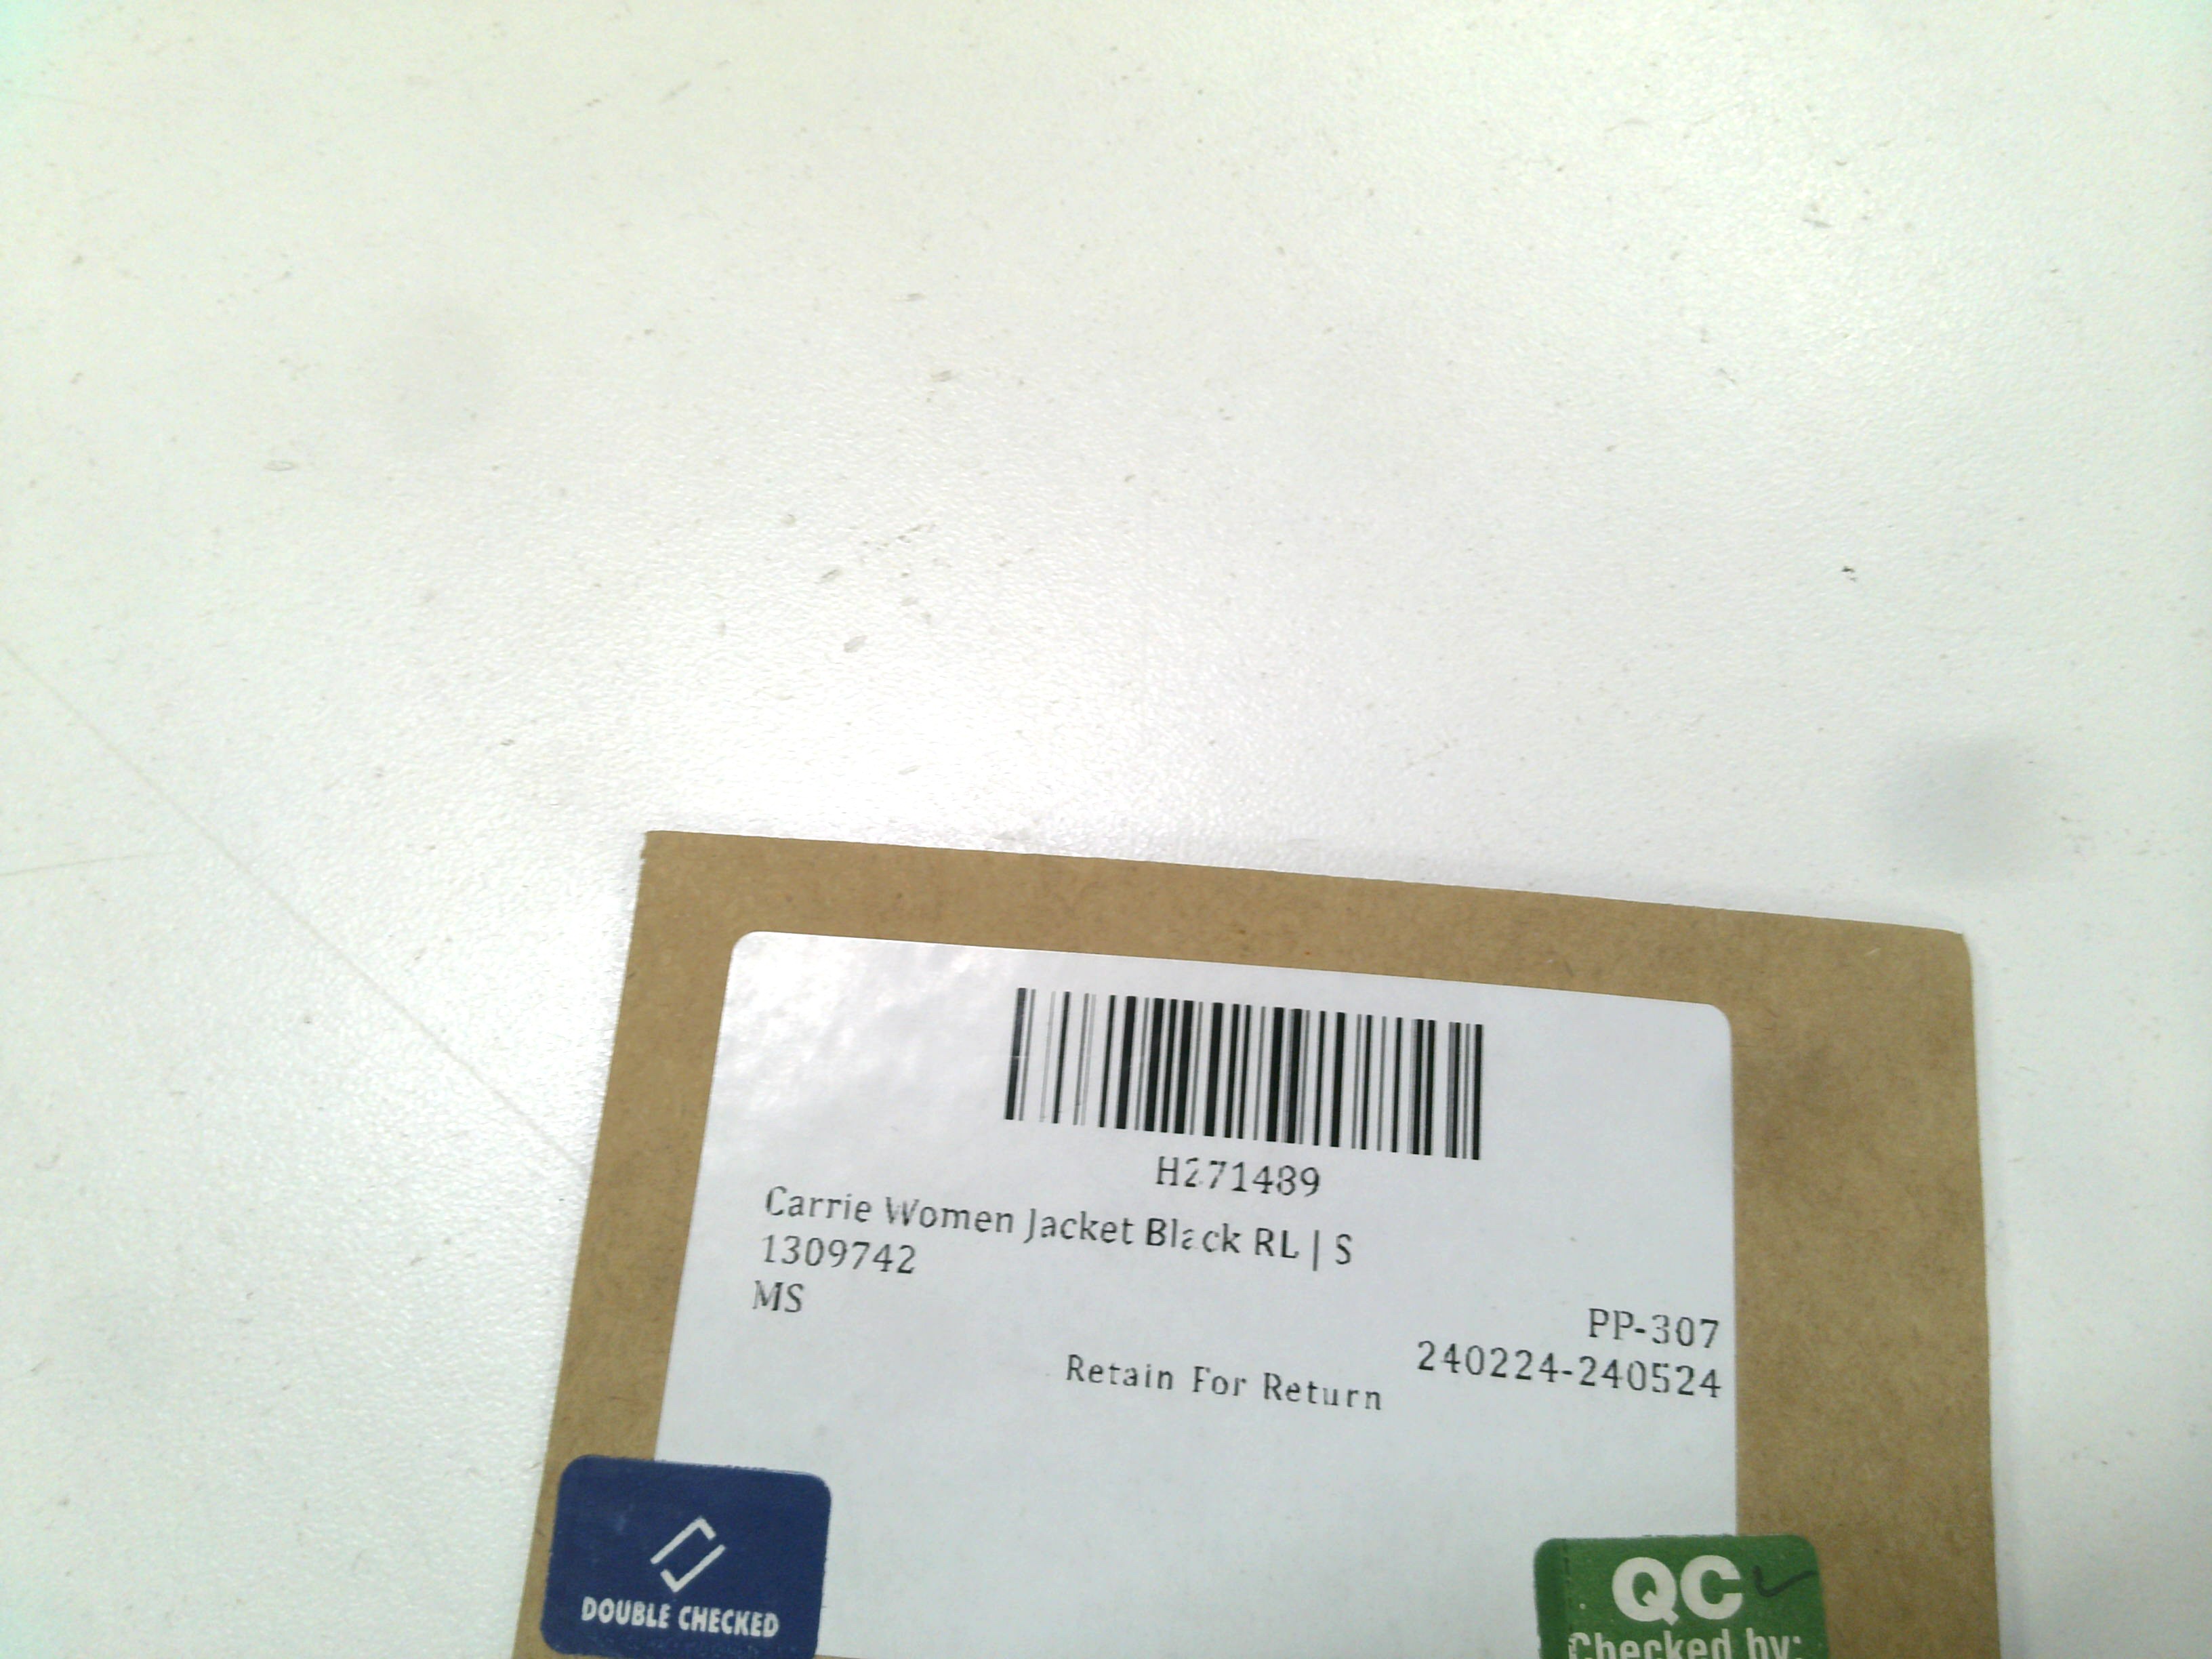 H271489
Carrie Women Jacket Black RL | S
1309742
MS
PP-307
240224-240524
Retain For Return
DOUBLE CHECKED
QC
Checked by: